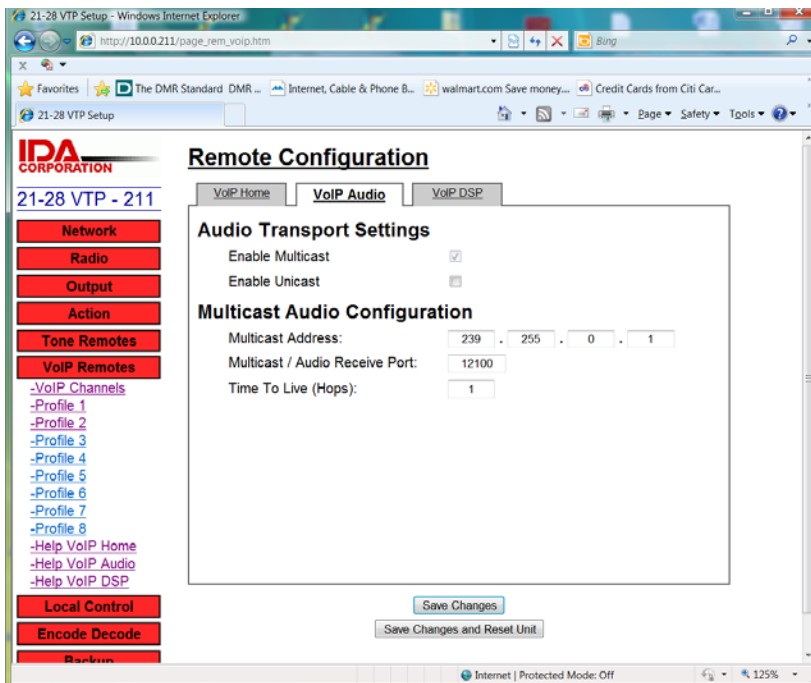 21-28 VTP Setup - Windows Internet Explorer
http://10.0.0.211/page_rem_voip.htm
Bing
x
Favorites
The DMR Standard DMR ...
Internet, Cable & Phone B...
walmart.com Save money...
Credit Cards from Citi Car...
21-28 VTP Setup
Page
Safety
Tools
IDA
CORPORATION
21-28 VTP - 211
Network
Radio
Output
Action
Tone Remotes
VoIP Remotes
-VoIP Channels
-Profile 1
-Profile 2
-Profile 3
-Profile 4
-Profile 5
-Profile 6
-Profile 7
-Profile 8
-Help VoIP Home
-Help VoIP Audio
-Help VoIP DSP
Local Control
Encode Decode
Backup
Remote Configuration
VoIP Home
VoIP Audio
VoIP DSP
Audio Transport Settings
Enable Multicast
Enable Unicast
Multicast Audio Configuration
Multicast Address: 239 . 255 . 0 . 1
Multicast / Audio Receive Port: 12100
Time To Live (Hops): 1
Save Changes
Save Changes and Reset Unit
Internet | Protected Mode: Off
125%